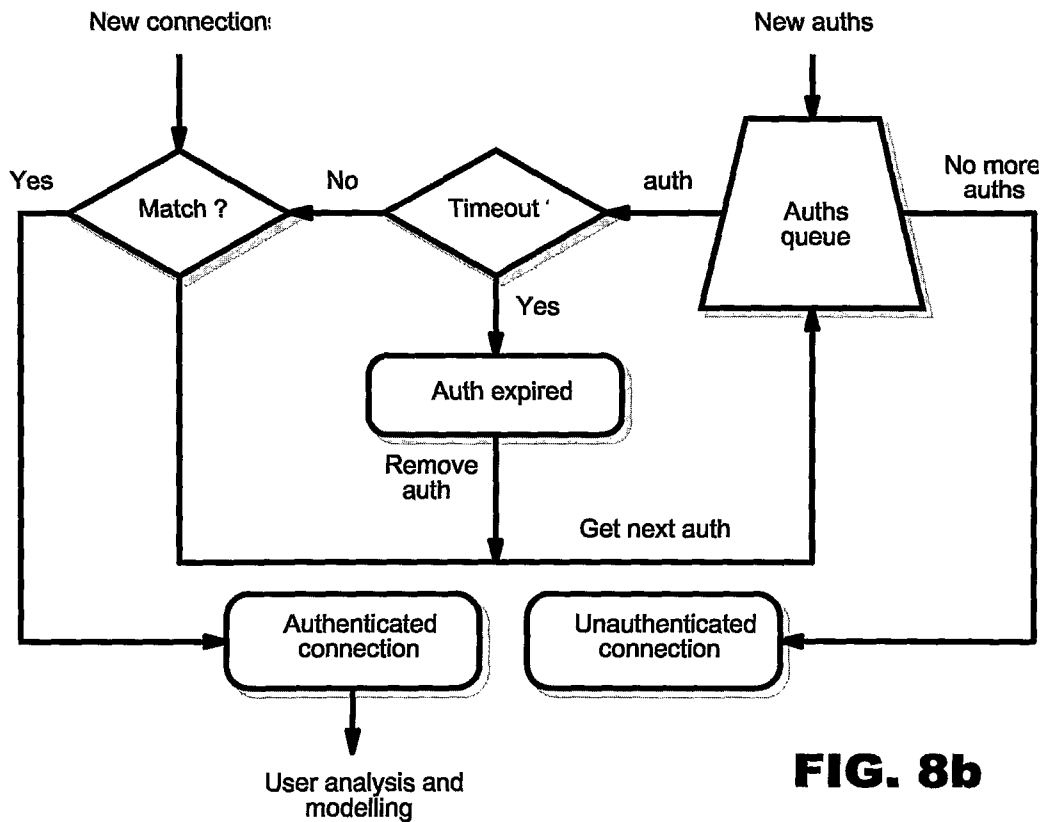 New connections
New auths
Yes
No
auth
No more
auths
Match ?
Timeout
Auths
queue
Yes
Auth expired
Remove
auth
Get next auth
Authenticated
connection
Unauthenticated
connection
User analysis and
modelling
FIG. 8b